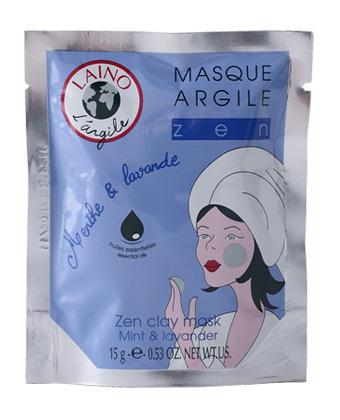 LAINO
L'argile
MASQUE
ARGILE
zen
Menthe & lavande
huiles essentielles
essential oils
Zen clay mask
Mint & lavander
15 g - e - 0.53 OZ. NET WT.US.